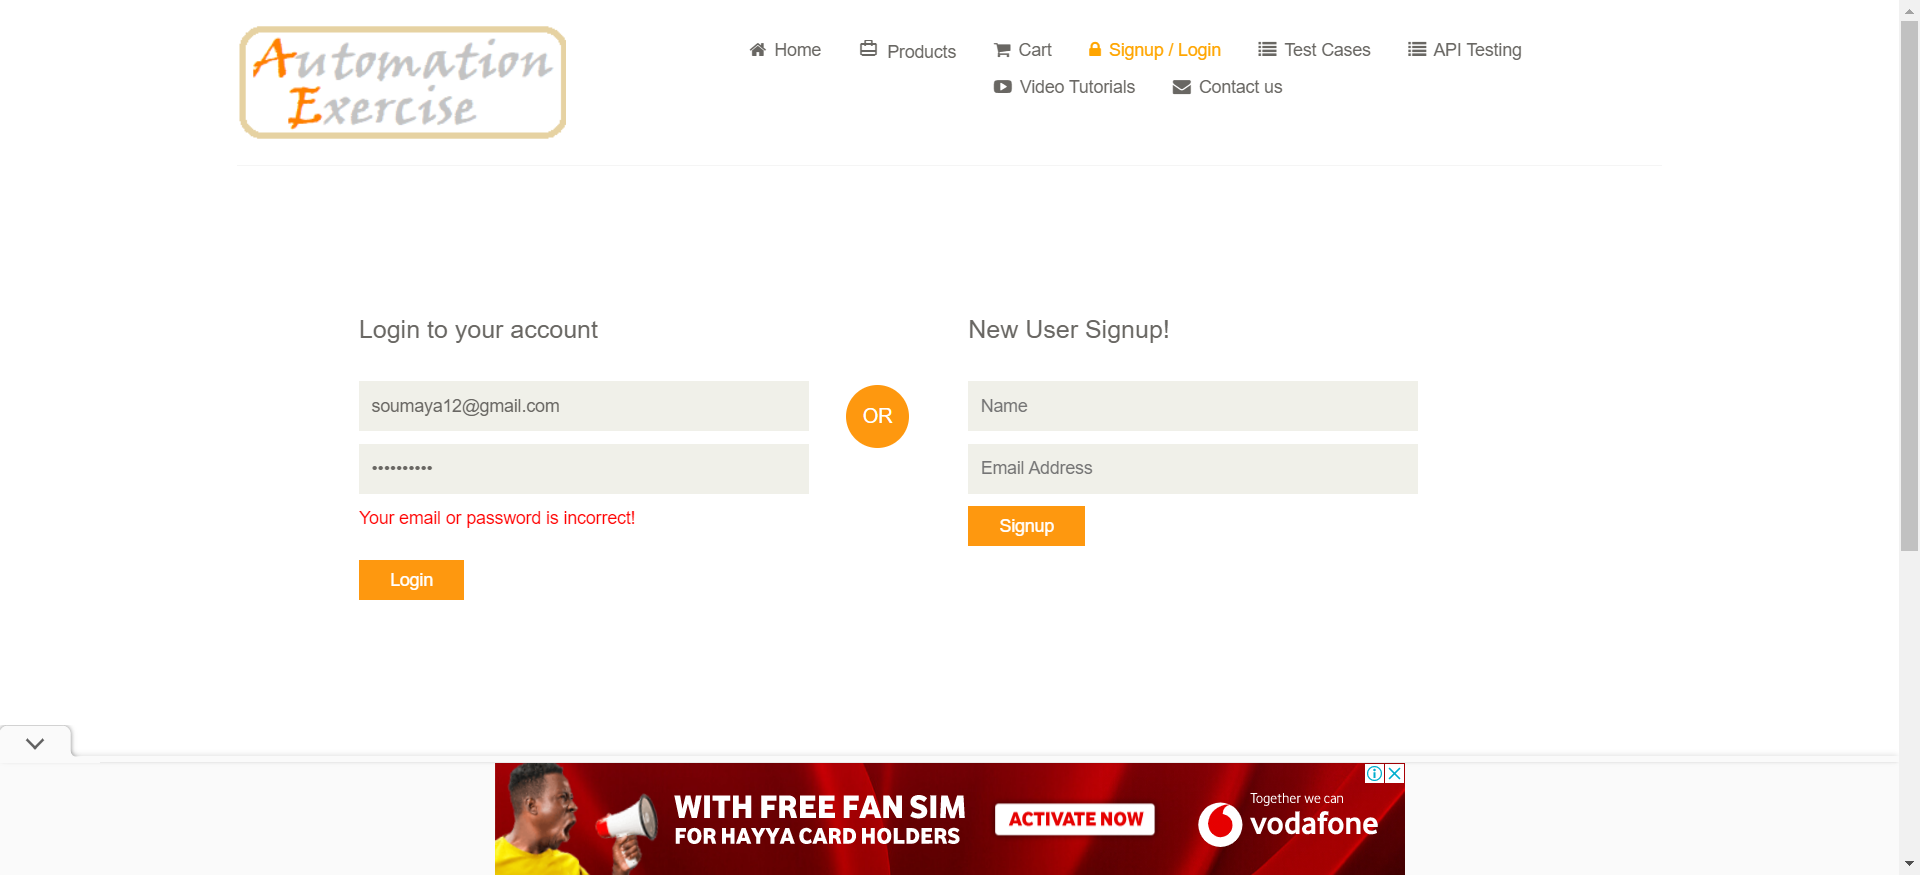 Automation
Exercise
Home
Products
Cart
Signup / Login
Test Cases
API Testing
Video Tutorials
Contact us
Login to your account
New User Signup!
soumaya12@gmail.com
OR
Name
••••••••••
Email Address
Your email or password is incorrect!
Signup
Login
WITH FREE FAN SIM
FOR HAYYA CARD HOLDERS
ACTIVATE NOW
Together we can
vodafone